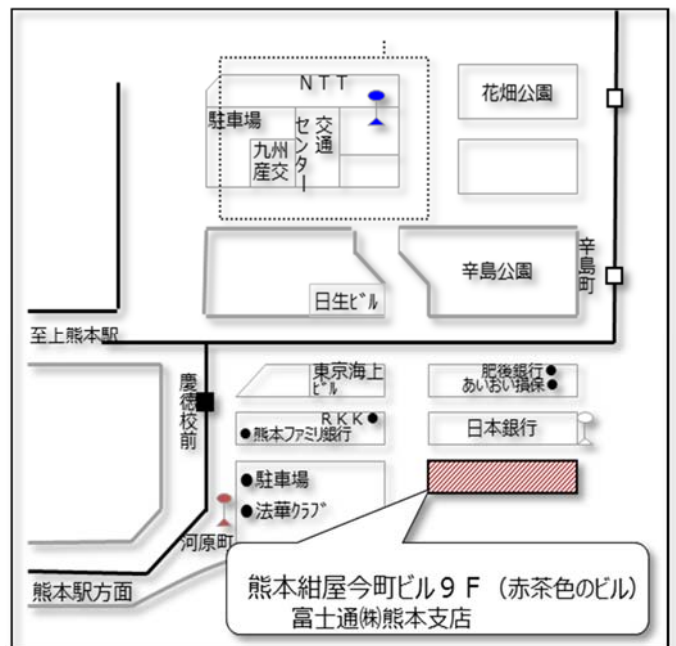 NTT
花畑公園
駐車場
交通
センター
九州
産交
辛島公園
辛島町
日生ﾋﾞﾙ
至上熊本駅
慶徳校前
東京海上
ﾋﾞﾙ
肥後銀行●
あいおい損保●
RKK●
●熊本ﾌｧﾐﾘ銀行
日本銀行
●駐車場
●法華ｸﾗﾌﾞ
河原町
熊本駅方面
熊本紺屋今町ビル９Ｆ（赤茶色のビル）
富士通㈱熊本支店